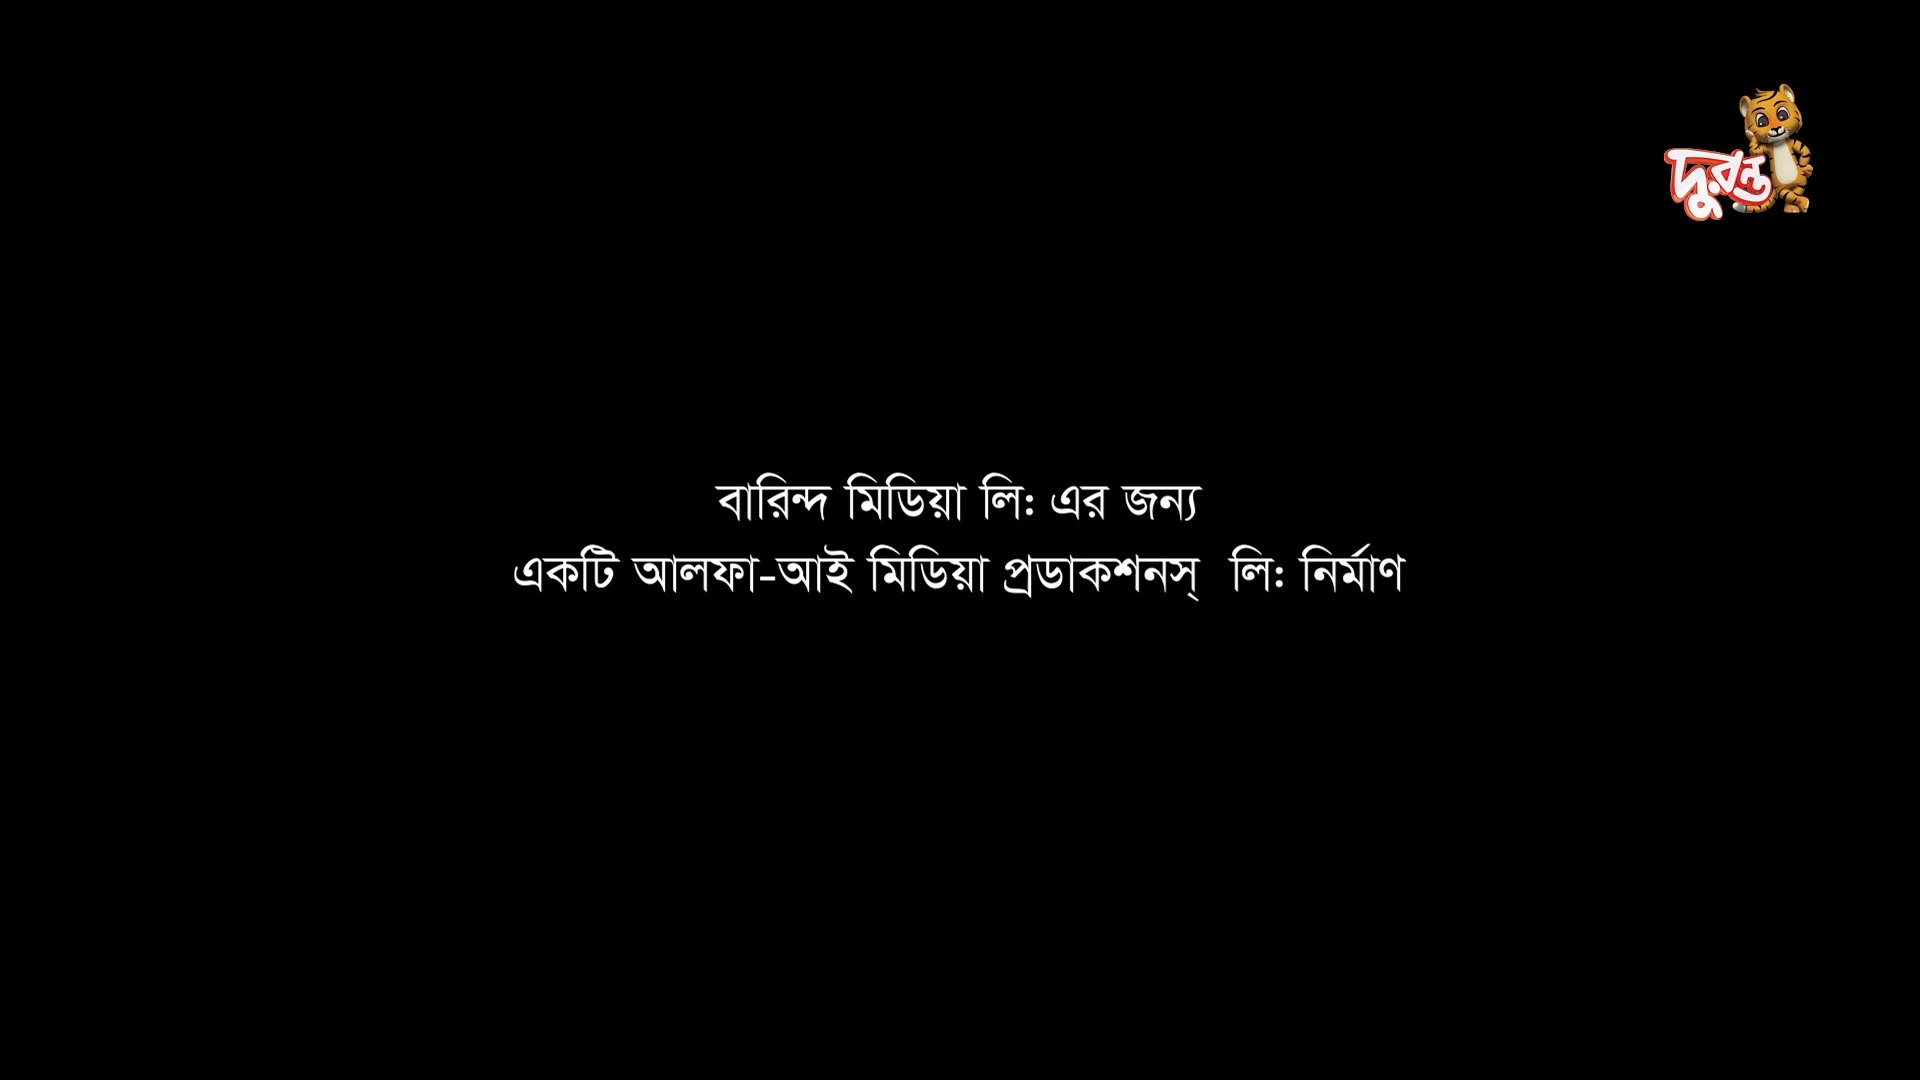 দুরন্ত
বারিন্দ মিডিয়া লি: এর জন্য
একটি আলফা-আই মিডিয়া প্রডাকশনস্ লি: নির্মাণ